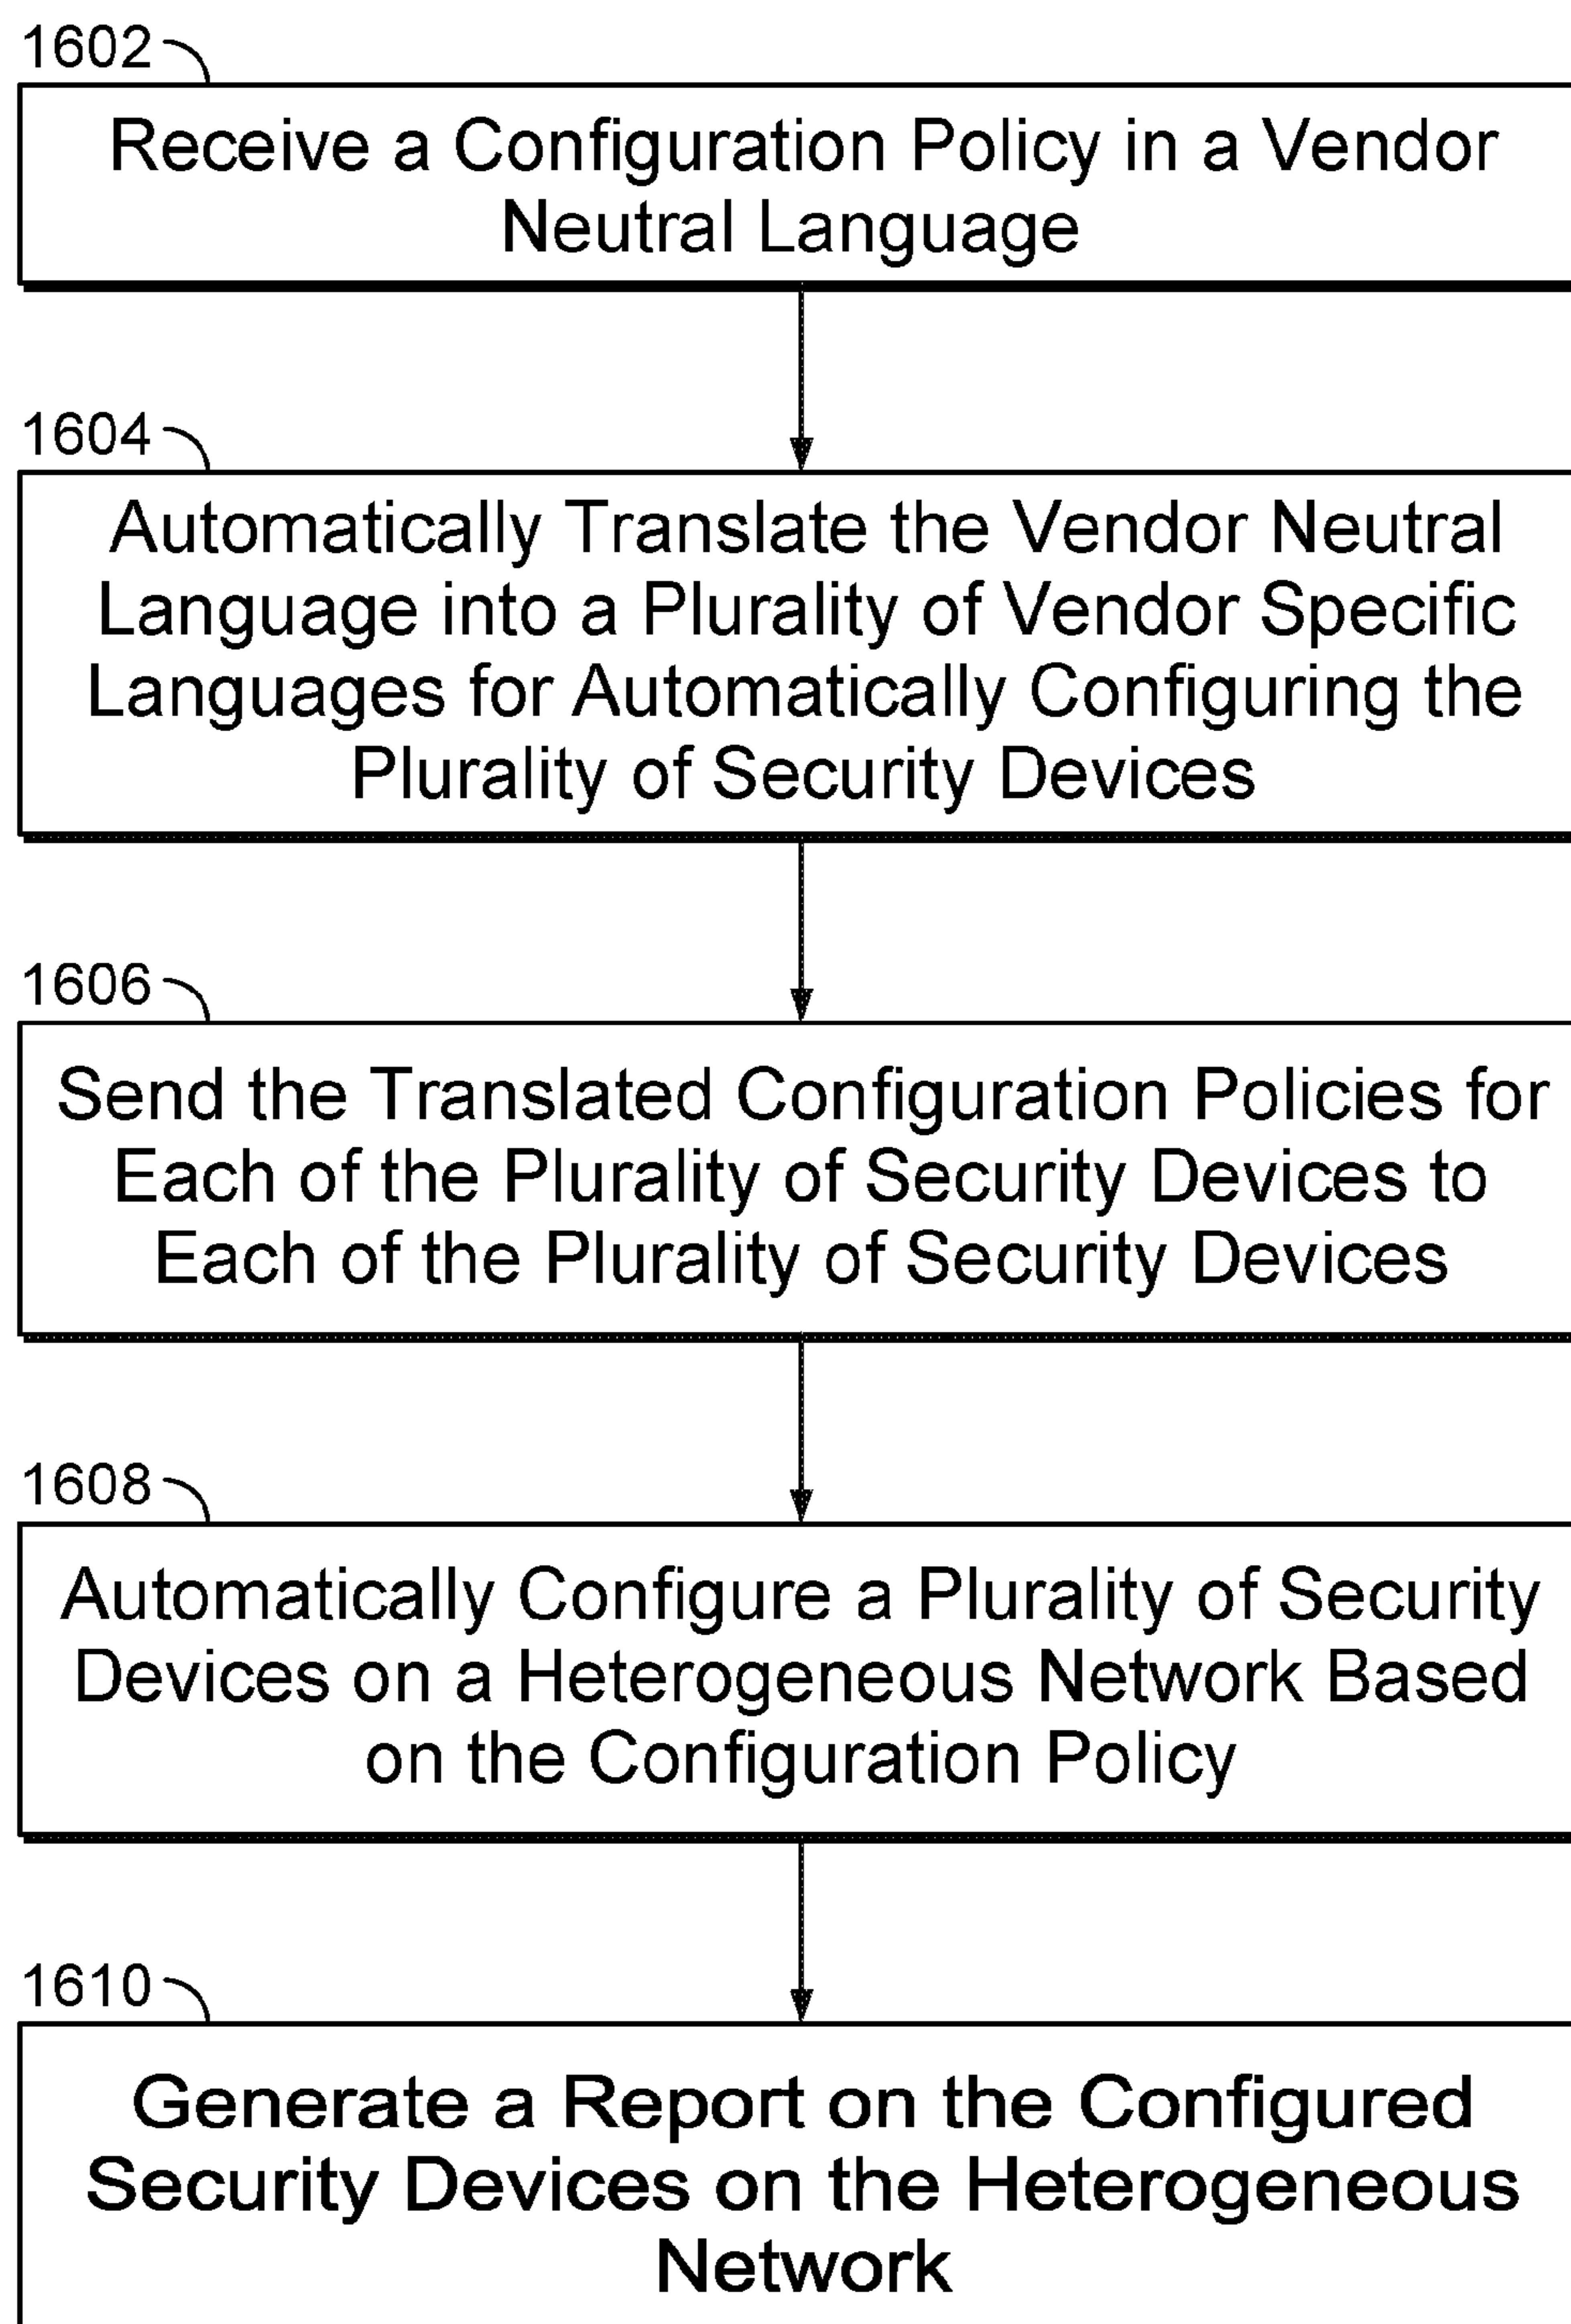 1602
Receive a Configuration Policy in a Vendor
Neutral Language
1604
Automatically Translate the Vendor Neutral
Language into a Plurality of Vendor Specific
Languages for Automatically Configuring the
Plurality of Security Devices
1606
Send the Translated Configuration Policies for
Each of the Plurality of Security Devices to
Each of the Plurality of Security Devices
1608
Automatically Configure a Plurality of Security
Devices on a Heterogeneous Network Based
on the Configuration Policy
1610
Generate a Report on the Configured
Security Devices on the Heterogeneous
Network